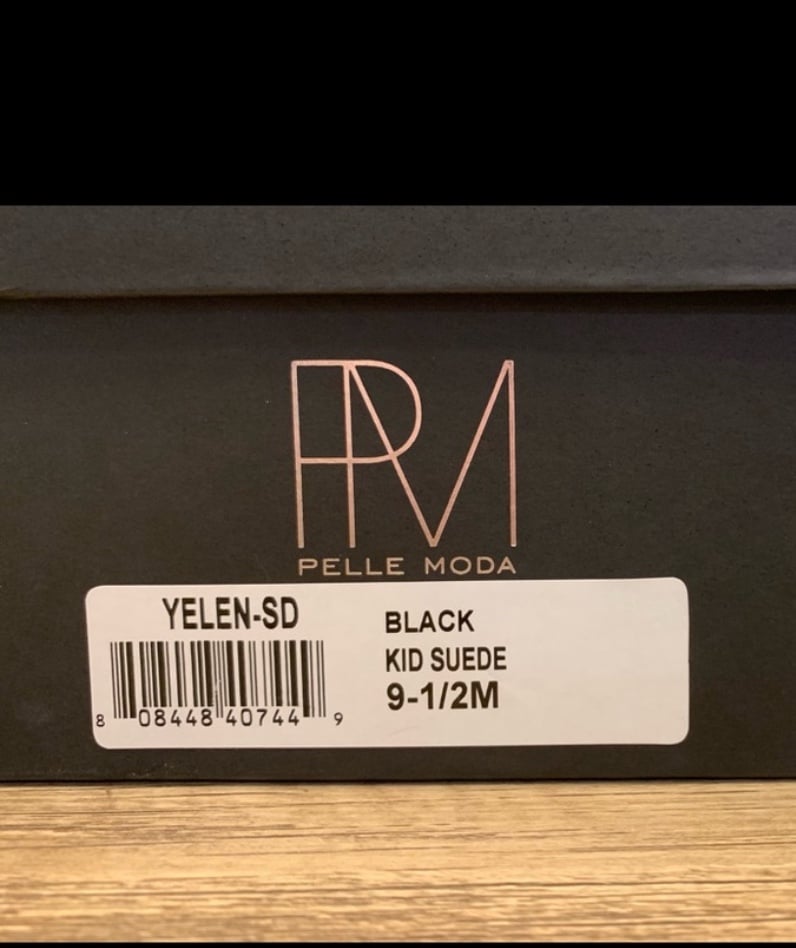 PM
PELLE MODA
YELEN-SD
BLACK
KID SUEDE
9-1/2M
8 08448 40744 9